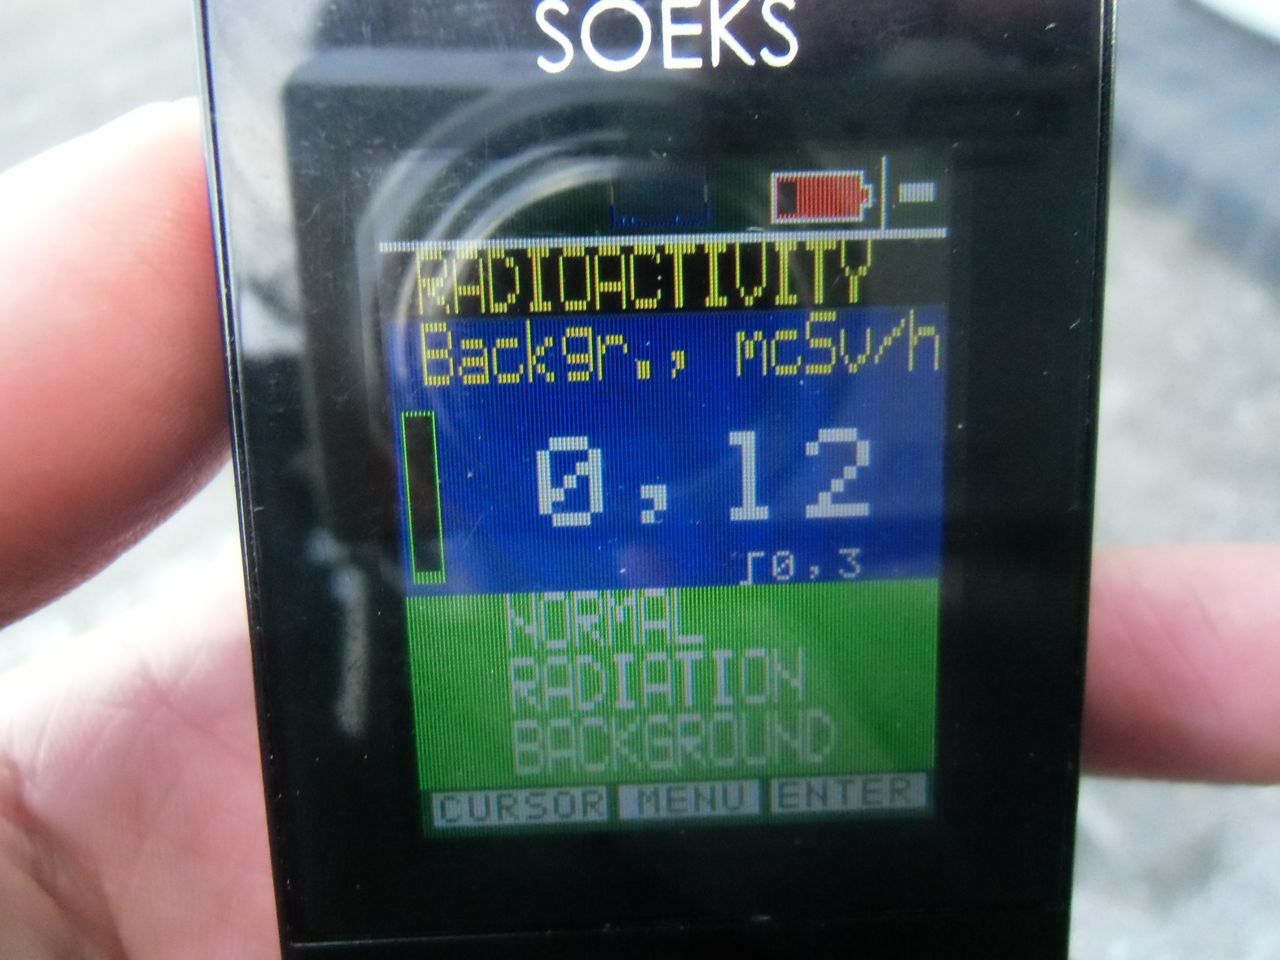 SOEKS
RADIOACTIVITY
Backgr., mcSv/h
0,12
0,3
NORMAL
RADIATION
BACKGROUND
CURSOR MENU ENTER